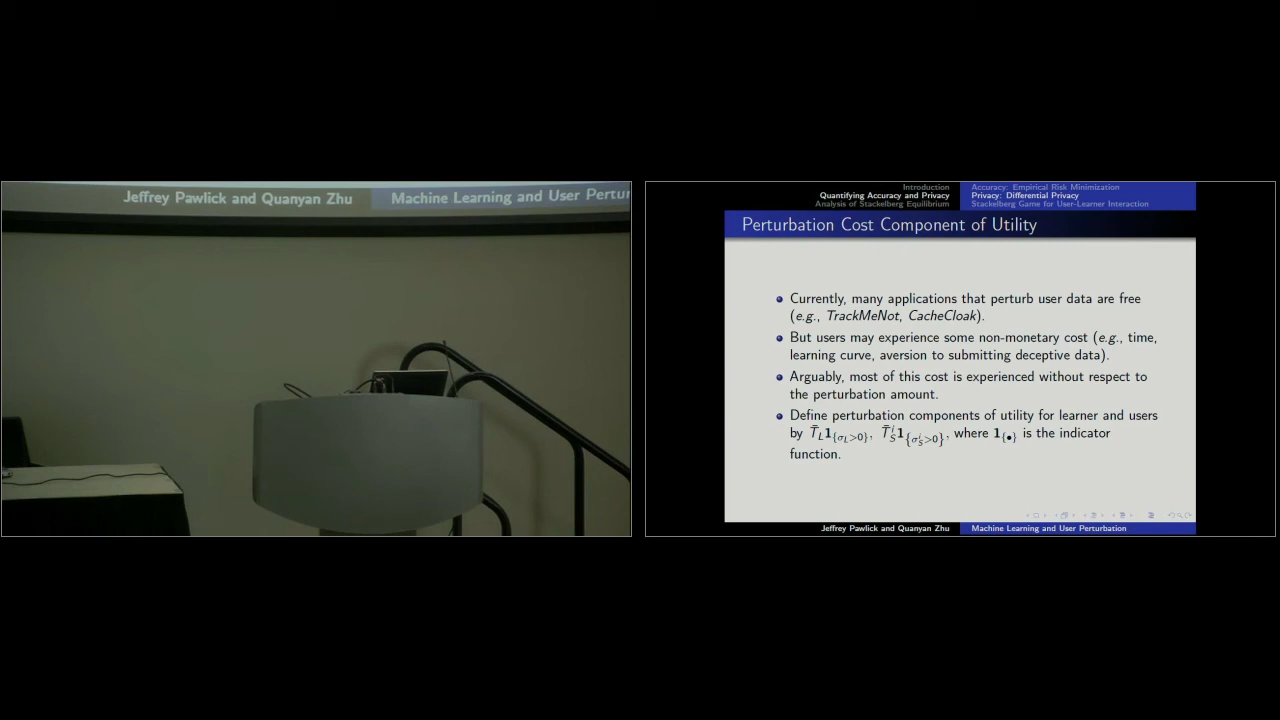 Jeffrey Pawlick and Quanyan Zhu
Machine Learning and User Pertur
Introduction
Quantifying Accuracy and Privacy
Analysis of Stackelberg Equilibrium
Accuracy: Empirical Risk Minimization
Privacy: Differential Privacy
Stackelberg Game for User-Learner Interaction
Perturbation Cost Component of Utility
Currently, many applications that perturb user data are free
(e.g., TrackMeNot, CacheCloak).
But users may experience some non-monetary cost (e.g., time,
learning curve, aversion to submitting deceptive data).
Arguably, most of this cost is experienced without respect to
the perturbation amount.
Define perturbation components of utility for learner and users
by T̄_L 1_{σ_L>0}, T̄_S^i 1_{σ_S^i>0}, where 1_{•} is the indicator
function.
Jeffrey Pawlick and Quanyan Zhu
Machine Learning and User Perturbation